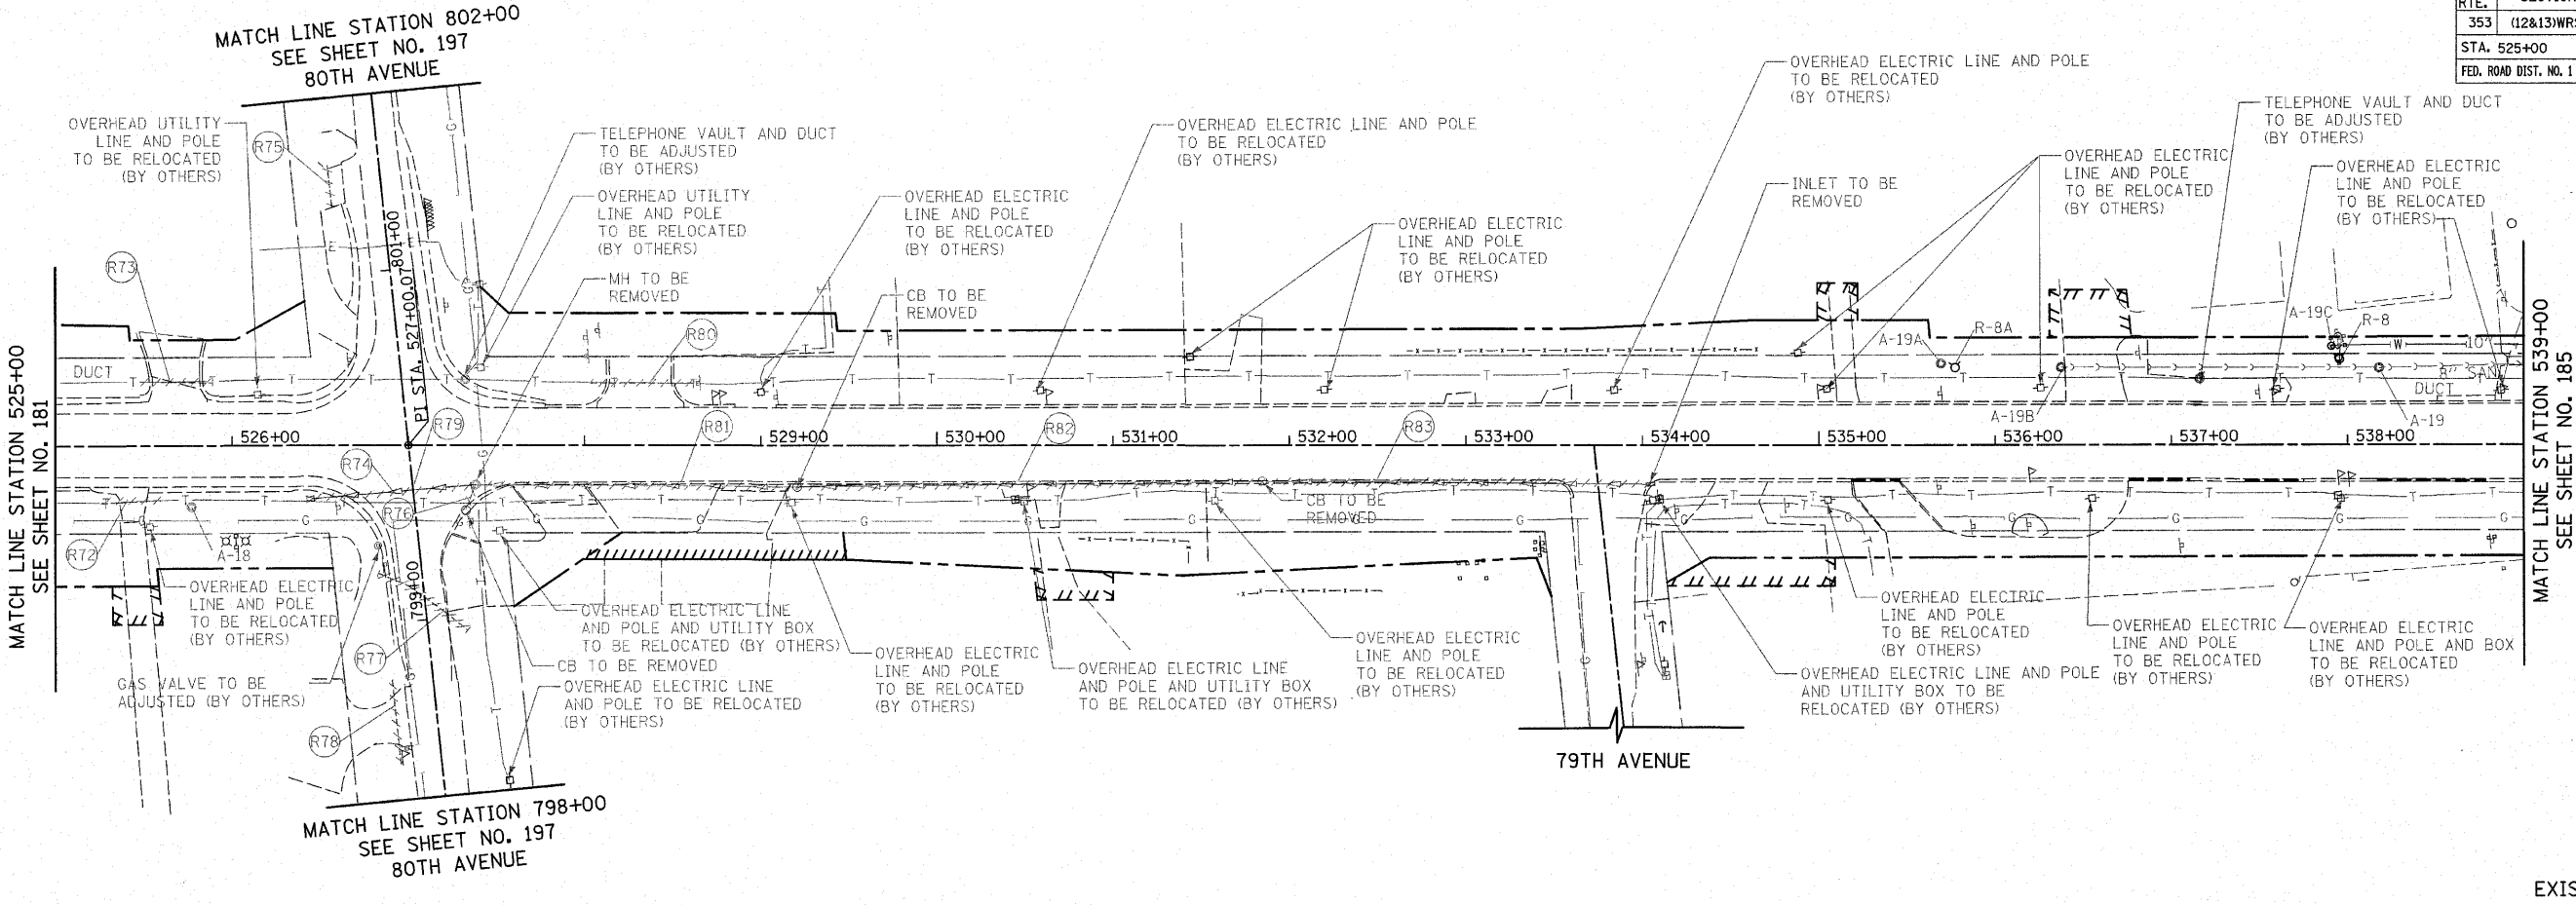 MATCH LINE STATION 802+00
SEE SHEET NO. 197
80TH AVENUE
RTE.
353 (12&13)WRS
STA. 525+00
FED. ROAD DIST. NO. 1
OVERHEAD UTILITY
LINE AND POLE
TO BE RELOCATED
(BY OTHERS)
R75
TELEPHONE VAULT AND DUCT
TO BE ADJUSTED
(BY OTHERS)
OVERHEAD UTILITY
LINE AND POLE
TO BE RELOCATED
(BY OTHERS)
MH TO BE
REMOVED
OVERHEAD ELECTRIC
LINE AND POLE
TO BE RELOCATED
(BY OTHERS)
CB TO BE
REMOVED
OVERHEAD ELECTRIC LINE AND POLE
TO BE RELOCATED
(BY OTHERS)
OVERHEAD ELECTRIC
LINE AND POLE
TO BE RELOCATED
(BY OTHERS)
OVERHEAD ELECTRIC LINE AND POLE
TO BE RELOCATED
(BY OTHERS)
INLET TO BE
REMOVED
OVERHEAD ELECTRIC
LINE AND POLE
TO BE RELOCATED
(BY OTHERS)
TELEPHONE VAULT AND DUCT
TO BE ADJUSTED
(BY OTHERS)
OVERHEAD ELECTRIC
LINE AND POLE
TO BE RELOCATED
(BY OTHERS)
R73
801+00
PI STA. 527+00.07
R80
A-19A
R-8A
A-19C
R-8
W
10"
DUCT
8" SAN
DUCT
A-19B
A-19
MATCH LINE STATION 525+00
SEE SHEET NO. 181
526+00
R79
R81
529+00
530+00
R82
531+00
532+00
R83
533+00
534+00
535+00
536+00
537+00
538+00
MATCH LINE STATION 539+00
SEE SHEET NO. 185
R74
R76
R72
A-18
CB TO BE
REMOVED
799+00
OVERHEAD ELECTRIC
LINE AND POLE
TO BE RELOCATED
(BY OTHERS)
GAS VALVE TO BE
ADJUSTED (BY OTHERS)
R77
R78
OVERHEAD ELECTRIC LINE
AND POLE AND UTILITY BOX
TO BE RELOCATED (BY OTHERS)
CB TO BE REMOVED
OVERHEAD ELECTRIC LINE
AND POLE TO BE RELOCATED
(BY OTHERS)
OVERHEAD ELECTRIC
LINE AND POLE
TO BE RELOCATED
(BY OTHERS)
OVERHEAD ELECTRIC LINE
AND POLE AND UTILITY BOX
TO BE RELOCATED (BY OTHERS)
OVERHEAD ELECTRIC
LINE AND POLE
TO BE RELOCATED
(BY OTHERS)
79TH AVENUE
OVERHEAD ELECTRIC LINE AND POLE
AND UTILITY BOX TO BE
RELOCATED (BY OTHERS)
OVERHEAD ELECTRIC
LINE AND POLE
TO BE RELOCATED
(BY OTHERS)
OVERHEAD ELECTRIC
LINE AND POLE
TO BE RELOCATED
(BY OTHERS)
OVERHEAD ELECTRIC
LINE AND POLE AND BOX
TO BE RELOCATED
(BY OTHERS)
MATCH LINE STATION 798+00
SEE SHEET NO. 197
80TH AVENUE